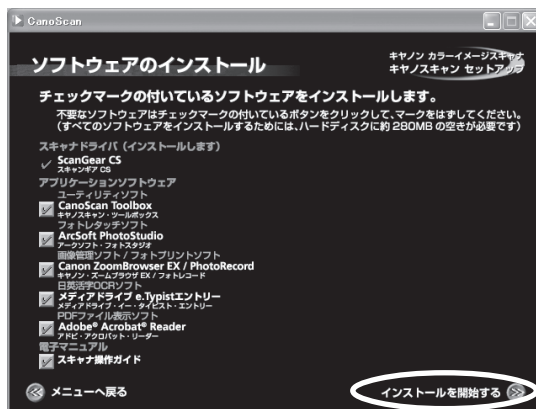 CanoScan
ソフトウェアのインストール
キヤノン カラーイメージスキャナ
キヤノスキャン セットアップ
チェックマークの付いているソフトウェアをインストールします。
不要なソフトウェアはチェックマークの付いているボタンをクリックして、マークをはずしてください。
(すべてのソフトウェアをインストールするためには、ハードディスクに約280MBの空きが必要です)
スキャナドライバ (インストールします)
ScanGear CS
スキャンギア CS
アプリケーションソフトウェア
ユーティリティソフト
CanoScan Toolbox
キヤノスキャン・ツールボックス
フォトレタッチソフト
ArcSoft PhotoStudio
アークソフト・フォトスタジオ
画像管理ソフト / フォトプリントソフト
Canon ZoomBrowser EX / PhotoRecord
キヤノン・ズームブラウザ EX / フォトレコード
日英活字OCRソフト
メディアドライブ e.Typistエントリー
メディアドライブ・イー・タイピスト・エントリー
PDFファイル表示ソフト
Adobe® Acrobat® Reader
アドビ・アクロバット・リーダー
電子マニュアル
スキャナ操作ガイド
メニューへ戻る
インストールを開始する